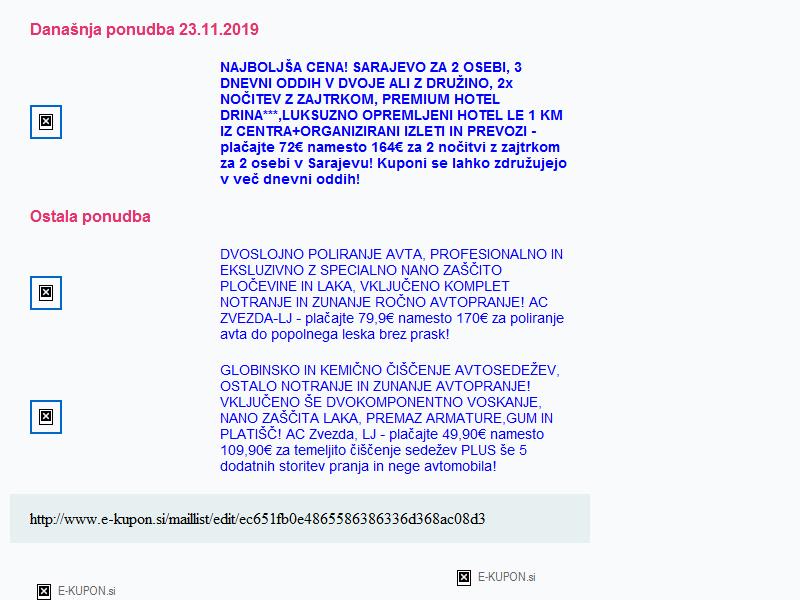 Današnja ponudba 23.11.2019
NAJBOLJŠA CENA! SARAJEVO ZA 2 OSEBI, 3
DNEVNI ODDIH V DVOJE ALI Z DRUŽINO, 2x
NOČITEV Z ZAJTRKOM, PREMIUM HOTEL
DRINA***,LUKSUZNO OPREMLJENI HOTEL LE 1 KM
IZ CENTRA+ORGANIZIRANI IZLETI IN PREVOZI -
plačajte 72€ namesto 164€ za 2 nočitvi z zajtrkom
za 2 osebi v Sarajevu! Kuponi se lahko združujejo
v več dnevni oddih!
Ostala ponudba
DVOSLOJNO POLIRANJE AVTA, PROFESIONALNO IN
EKSLUZIVNO Z SPECIALNO NANO ZAŠČITO
PLOČEVINE IN LAKA, VKLJUČENO KOMPLET
NOTRANJE IN ZUNANJE ROČNO AVTOPRANJE! AC
ZVEZDA-LJ - plačajte 79,9€ namesto 170€ za poliranje
avta do popolnega leska brez prask!
GLOBINSKO IN KEMIČNO ČIŠČENJE AVTOSEDEŽEV,
OSTALO NOTRANJE IN ZUNANJE AVTOPRANJE!
VKLJUČENO ŠE DVOKOMPONENTNO VOSKANJE,
NANO ZAŠČITA LAKA, PREMAZ ARMATURE,GUM IN
PLATIŠČ! AC Zvezda, LJ - plačajte 49,90€ namesto
109,90€ za temeljito čiščenje sedežev PLUS še 5
dodatnih storitev pranja in nege avtomobila!
http://www.e-kupon.si/maillist/edit/ec651fb0e4865586386336d368ac08d3
E-KUPON.si
E-KUPON.si